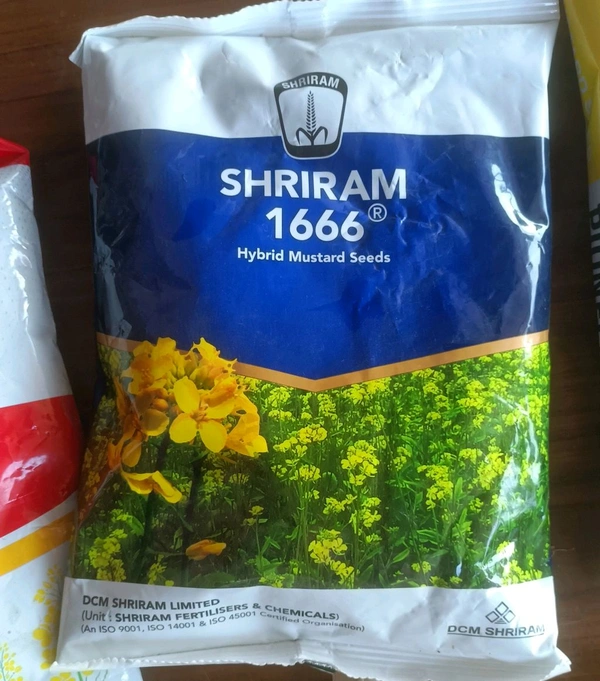 SHRIRAM
SHRIRAM
1666®
Hybrid Mustard Seeds
DCM SHRIRAM LIMITED
(Unit : SHRIRAM FERTILISERS & CHEMICALS)
(An ISO 9001, ISO 14001 & ISO 45001 Certified Organisation)
DCM SHRIRAM